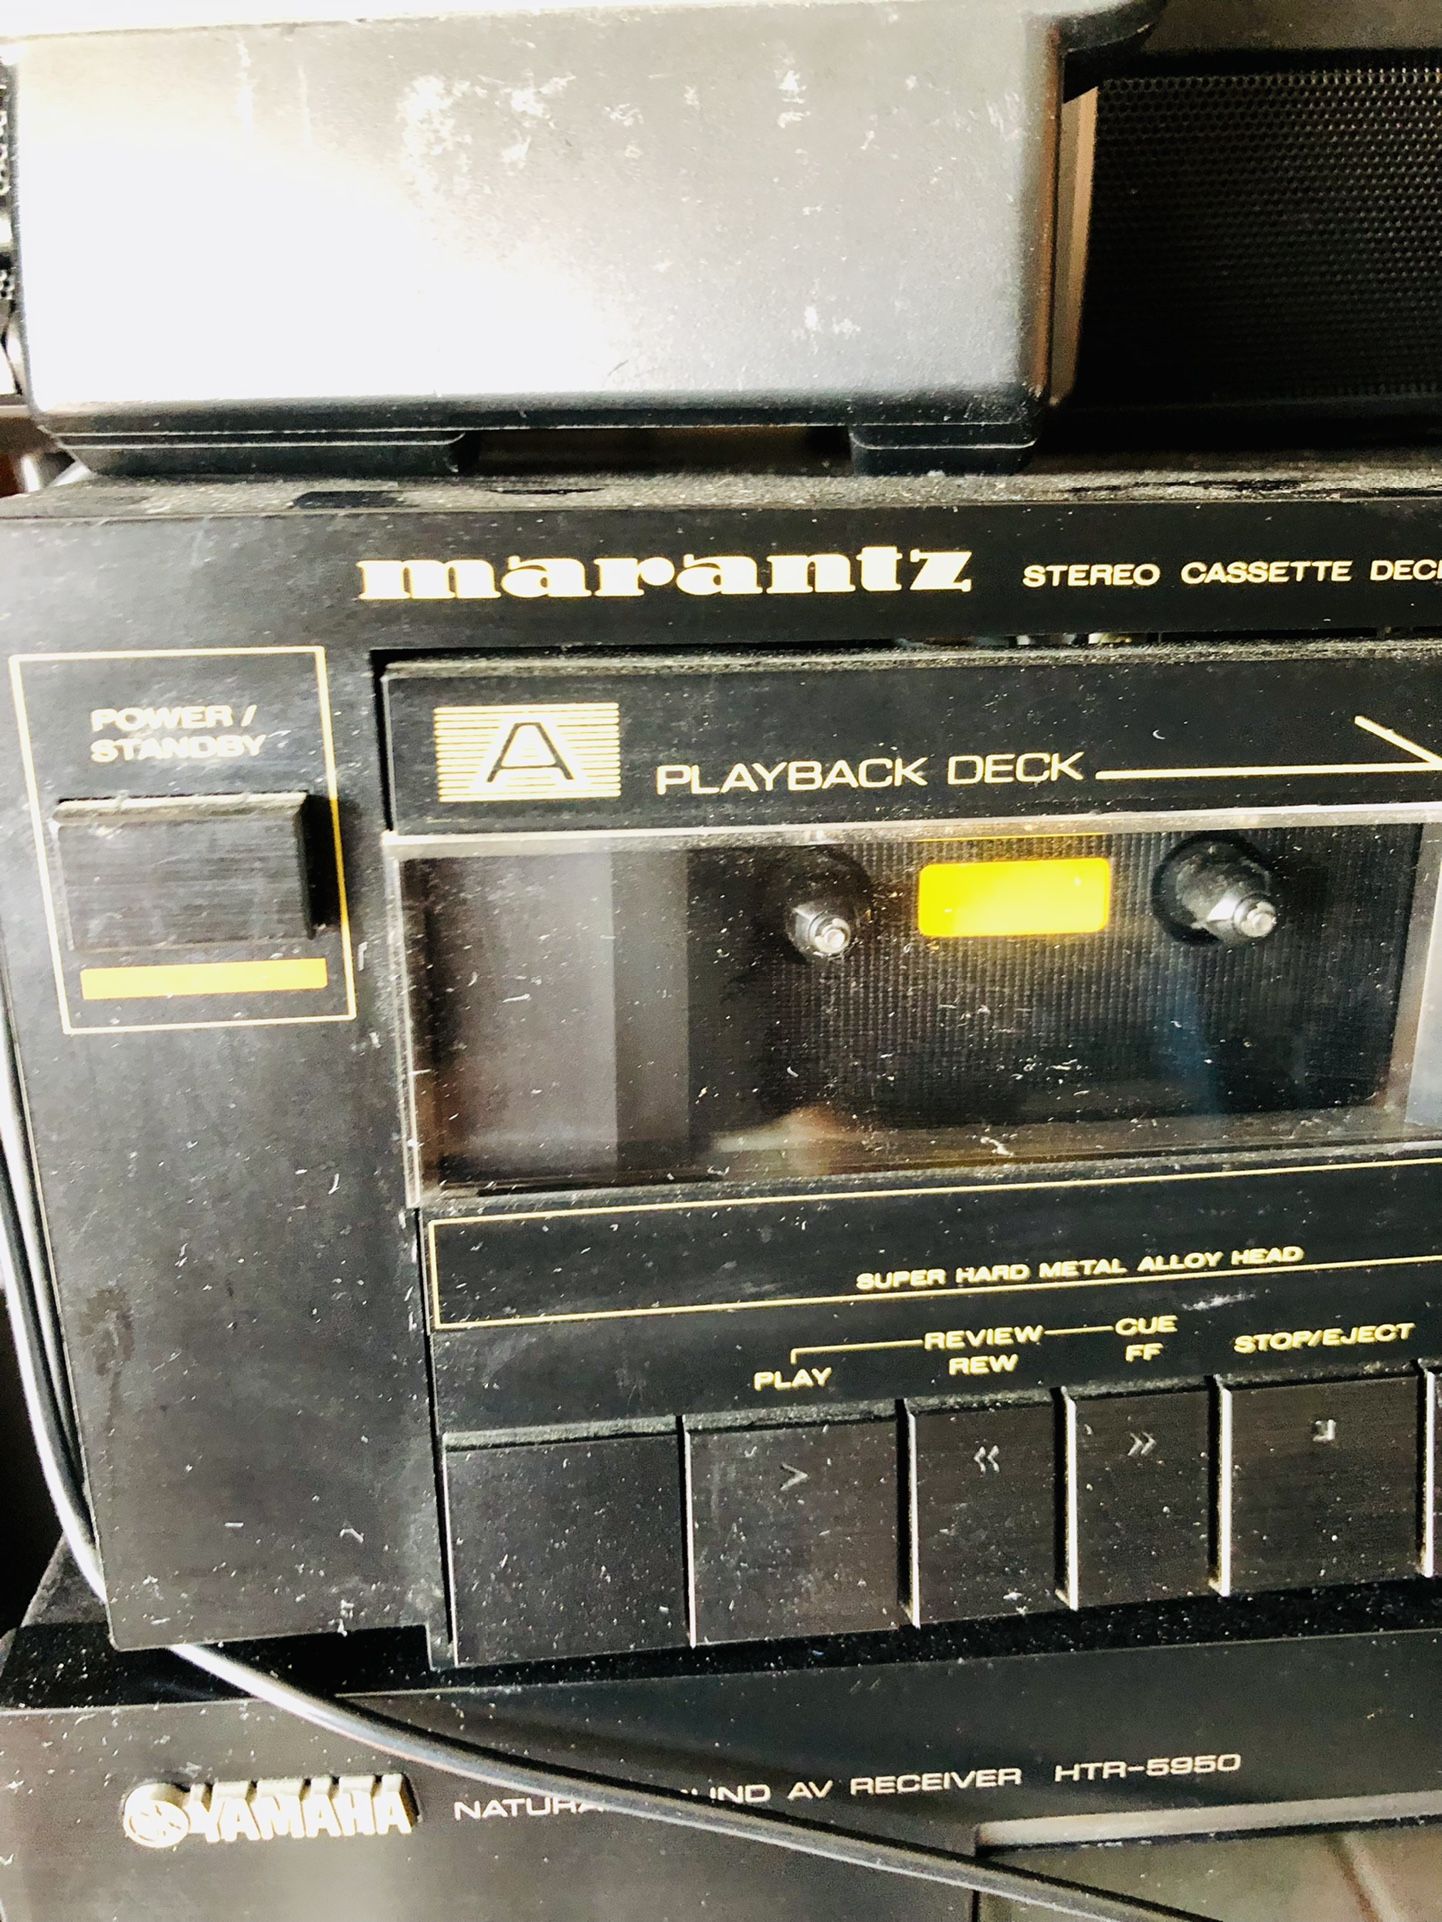 marantz STEREO CASSETTE DECK
POWER /
STANDBY
A PLAYBACK DECK
SUPER HARD METAL ALLOY HEAD
PLAY REVIEW CUE
REW FF STOP/EJECT
YAMAHA AV RECEIVER HTR-5950